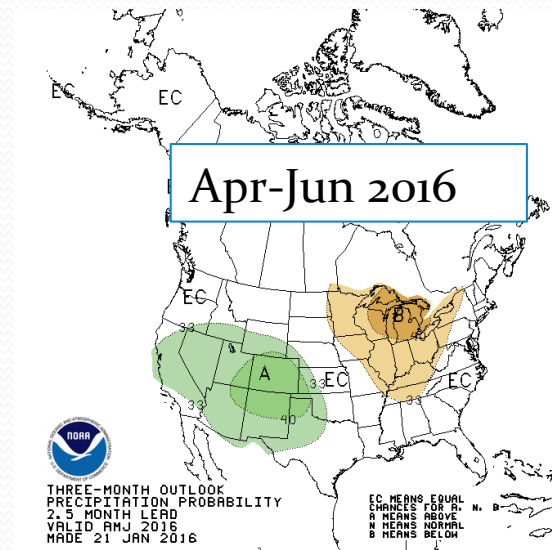 EC
EC
Apr-Jun 2016
EC
33
B
40
A
33
EC
EC
33
33
40
NOAA
THREE-MONTH OUTLOOK
PRECIPITATION PROBABILITY
2.5 MONTH LEAD
VALID AMJ 2016
MADE 21 JAN 2016
EC MEANS EQUAL
CHANCES FOR A, N, B
A MEANS ABOVE
N MEANS NORMAL
B MEANS BELOW